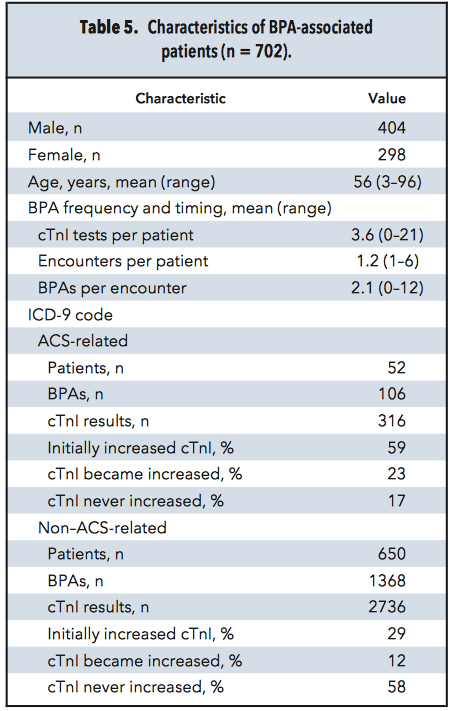 Table 5. Characteristics of BPA-associated
patients (n = 702).
Characteristic Value
Male, n 404
Female, n 298
Age, years, mean (range) 56 (3–96)
BPA frequency and timing, mean (range)
cTnI tests per patient 3.6 (0–21)
Encounters per patient 1.2 (1–6)
BPAs per encounter 2.1 (0–12)
ICD-9 code
ACS-related
Patients, n 52
BPAs, n 106
cTnI results, n 316
Initially increased cTnI, % 59
cTnI became increased, % 23
cTnI never increased, % 17
Non–ACS-related
Patients, n 650
BPAs, n 1368
cTnI results, n 2736
Initially increased cTnI, % 29
cTnI became increased, % 12
cTnI never increased, % 58